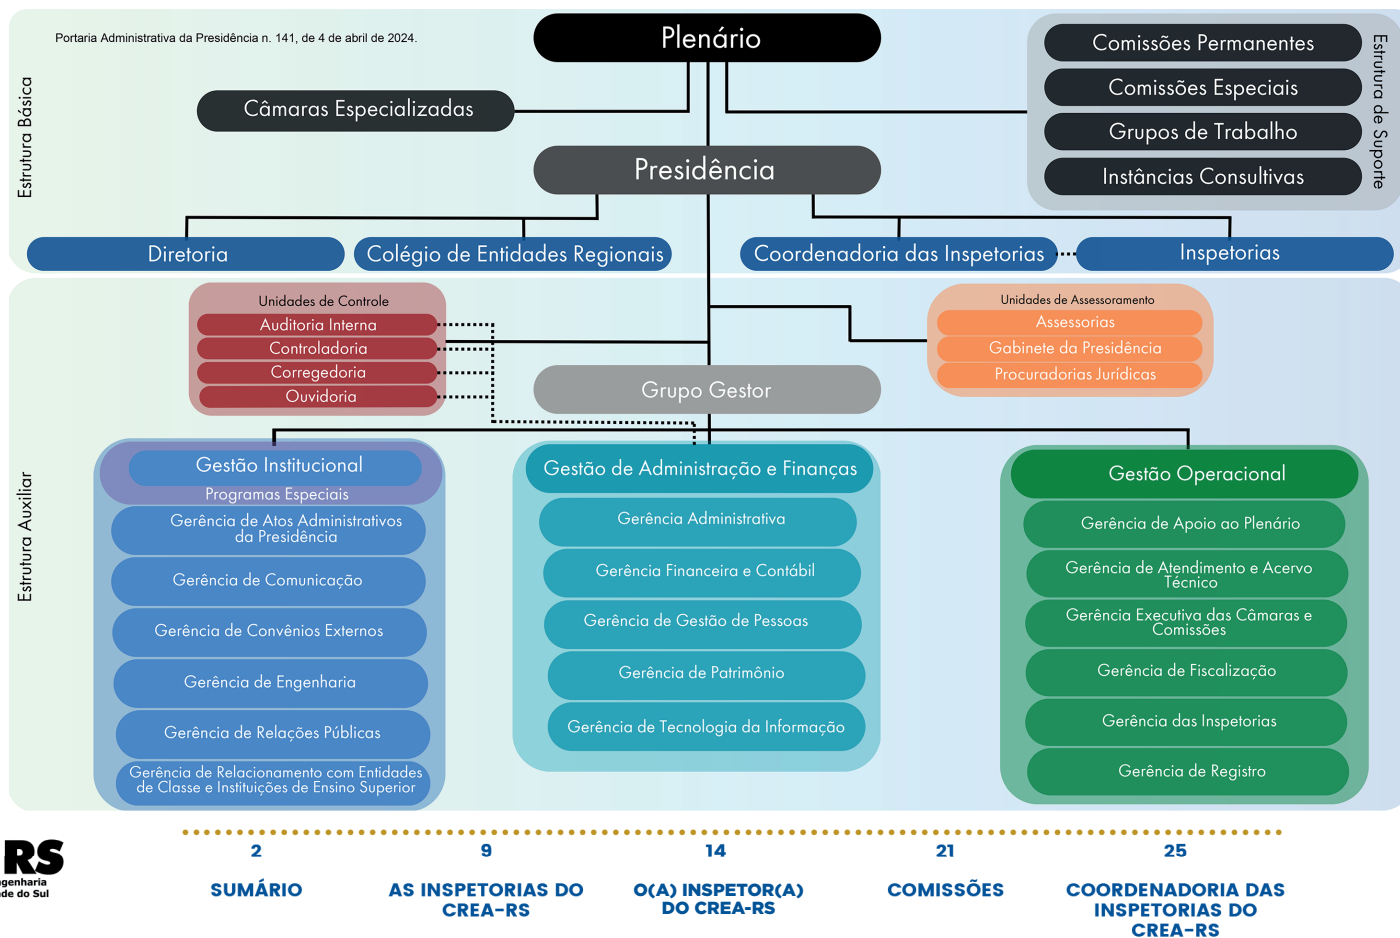 Portaria Administrativa da Presidência n. 141, de 4 de abril de 2024.
Estrutura Básica
Plenário
Câmaras Especializadas
Comissões Permanentes
Comissões Especiais
Grupos de Trabalho
Instâncias Consultivas
Estrutura de Suporte
Presidência
Diretoria
Colégio de Entidades Regionais
Coordenadoria das Inspetorias
Inspetorias
Estrutura Auxiliar
Unidades de Controle
Auditoria Interna
Controladoria
Corregedoria
Ouvidoria
Unidades de Assessoramento
Assessorias
Gabinete da Presidência
Procuradorias Jurídicas
Grupo Gestor
Gestão Institucional
Programas Especiais
Gerência de Atos Administrativos
da Presidência
Gerência de Comunicação
Gerência de Convênios Externos
Gerência de Engenharia
Gerência de Relações Públicas
Gerência de Relacionamento com Entidades
de Classe e Instituições de Ensino Superior
Gestão de Administração e Finanças
Gerência Administrativa
Gerência Financeira e Contábil
Gerência de Gestão de Pessoas
Gerência de Patrimônio
Gerência de Tecnologia da Informação
Gestão Operacional
Gerência de Apoio ao Plenário
Gerência de Atendimento e Acervo
Técnico
Gerência Executiva das Câmaras e
Comissões
Gerência de Fiscalização
Gerência das Inspetorias
Gerência de Registro
RS
genharia
de do Sul
2
SUMÁRIO
9
AS INSPETORIAS DO
CREA-RS
14
O(A) INSPETOR(A)
DO CREA-RS
21
COMISSÕES
25
COORDENADORIA DAS
INSPETORIAS DO
CREA-RS